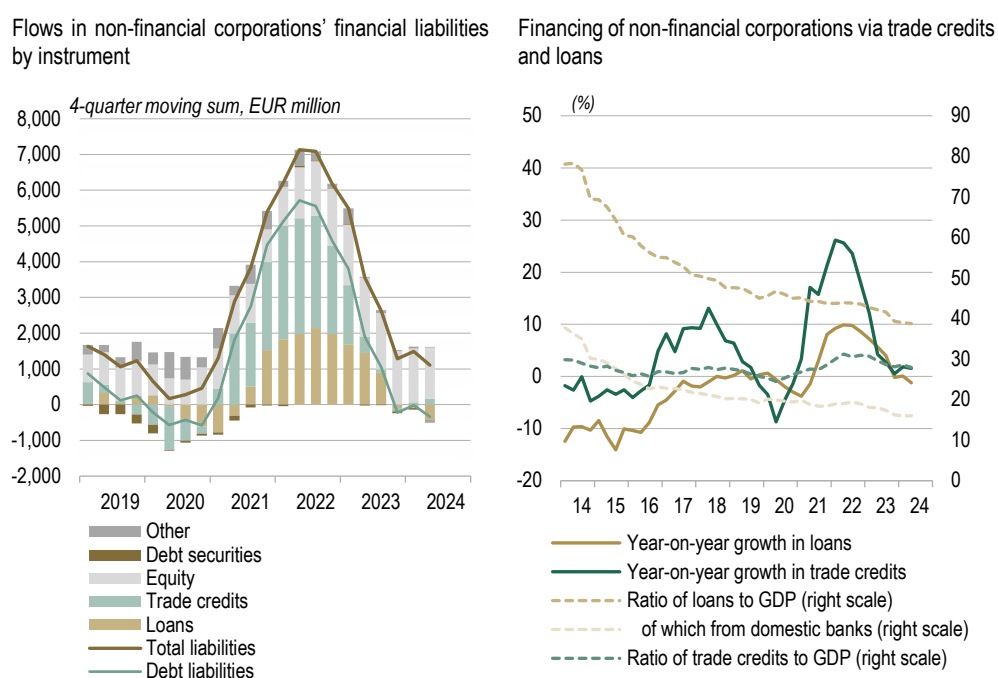 Flows in non-financial corporations’ financial liabilities
by instrument
4-quarter moving sum, EUR million
8,000
7,000
6,000
5,000
4,000
3,000
2,000
1,000
0
-1,000
-2,000
2019 2020 2021 2022 2023 2024
Other
Debt securities
Equity
Trade credits
Loans
Total liabilities
Debt liabilities
Financing of non-financial corporations via trade credits
and loans
(%)
50
40
30
20
10
0
-10
-20
90
80
70
60
50
40
30
20
10
0
14 15 16 17 18 19 20 21 22 23 24
Year-on-year growth in loans
Year-on-year growth in trade credits
Ratio of loans to GDP (right scale)
of which from domestic banks (right scale)
Ratio of trade credits to GDP (right scale)